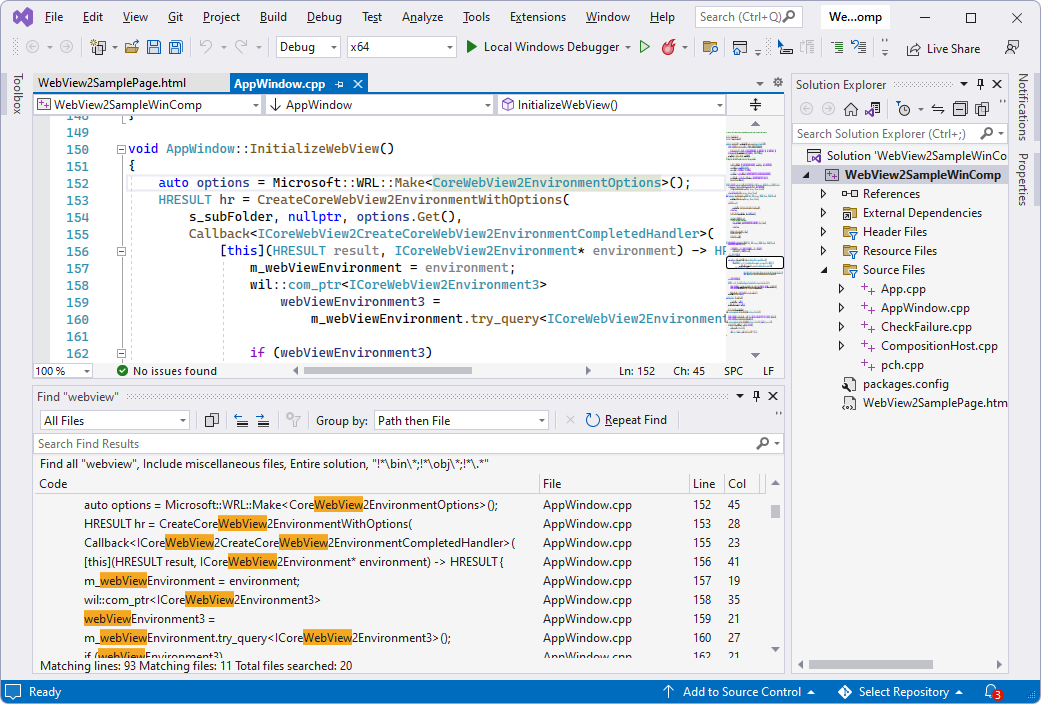 File Edit View Git Project Build Debug Test Analyze Tools Extensions Window Help Search (Ctrl+Q) We...omp
Debug x64 Local Windows Debugger Live Share
Toolbox
WebView2SamplePage.html AppWindow.cpp
WebView2SampleWinComp AppWindow InitializeWebView()
148 }
149
150 void AppWindow::InitializeWebView()
151 {
152 auto options = Microsoft::WRL::Make<CoreWebView2EnvironmentOptions>();
153 HRESULT hr = CreateCoreWebView2EnvironmentWithOptions(
154 s_subFolder, nullptr, options.Get(),
155 Callback<ICoreWebView2CreateCoreWebView2EnvironmentCompletedHandler>(
156 [this](HRESULT result, ICoreWebView2Environment* environment) -> HR
157 m_webViewEnvironment = environment;
158 wil::com_ptr<ICoreWebView2Environment3>
159 webViewEnvironment3 =
160 m_webViewEnvironment.try_query<ICoreWebView2Environmen
161
162 if (webViewEnvironment3)
100 % No issues found Ln: 152 Ch: 45 SPC LF
Find "webview"
All Files Group by: Path then File Repeat Find
Search Find Results
Find all "webview", Include miscellaneous files, Entire solution, "!*\bin\*;!*\obj\*;!*\.*"
Code File Line Col
auto options = Microsoft::WRL::Make<CoreWebView2EnvironmentOptions>(); AppWindow.cpp 152 45
HRESULT hr = CreateCoreWebView2EnvironmentWithOptions( AppWindow.cpp 153 28
Callback<ICoreWebView2CreateCoreWebView2EnvironmentCompletedHandler>( AppWindow.cpp 155 23
[this](HRESULT result, ICoreWebView2Environment* environment) -> HRESULT { AppWindow.cpp 156 41
m_webViewEnvironment = environment; AppWindow.cpp 157 19
wil::com_ptr<ICoreWebView2Environment3> AppWindow.cpp 158 35
webViewEnvironment3 = AppWindow.cpp 159 21
m_webViewEnvironment.try_query<ICoreWebView2Environment3>(); AppWindow.cpp 160 27
if (webViewEnvironment3) AppWindow.cpp 162 21
Matching lines: 93 Matching files: 11 Total files searched: 20
Solution Explorer
Search Solution Explorer (Ctrl+;)
Solution 'WebView2SampleWinCo
WebView2SampleWinComp
References
External Dependencies
Header Files
Resource Files
Source Files
App.cpp
AppWindow.cpp
CheckFailure.cpp
CompositionHost.cpp
pch.cpp
packages.config
WebView2SamplePage.htm
Notifications
Properties
Ready Add to Source Control Select Repository 3